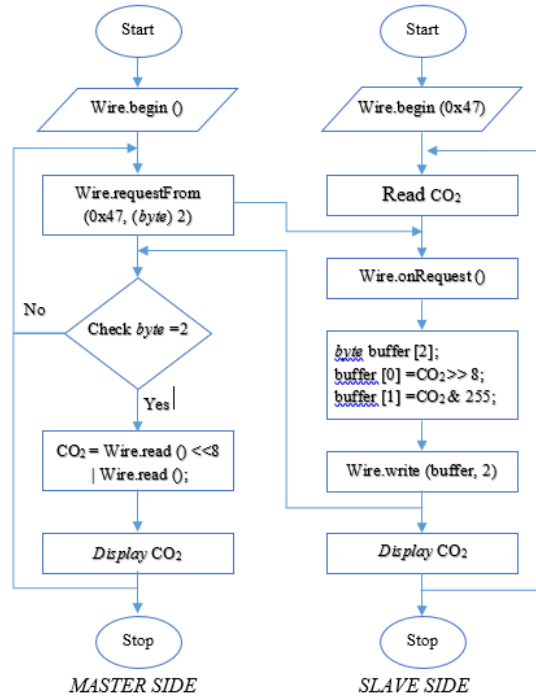 Start
Wire.begin ()
Wire.requestFrom
(0x47, (byte) 2)
No
Check byte =2
Yes
CO₂ = Wire.read () <<8
| Wire.read ();
Display CO₂
Stop
MASTER SIDE
Start
Wire.begin (0x47)
Read CO₂
Wire.onRequest ()
byte buffer [2];
buffer [0] =CO₂>> 8;
buffer [1] =CO₂ & 255;
Wire.write (buffer, 2)
Display CO₂
Stop
SLAVE SIDE